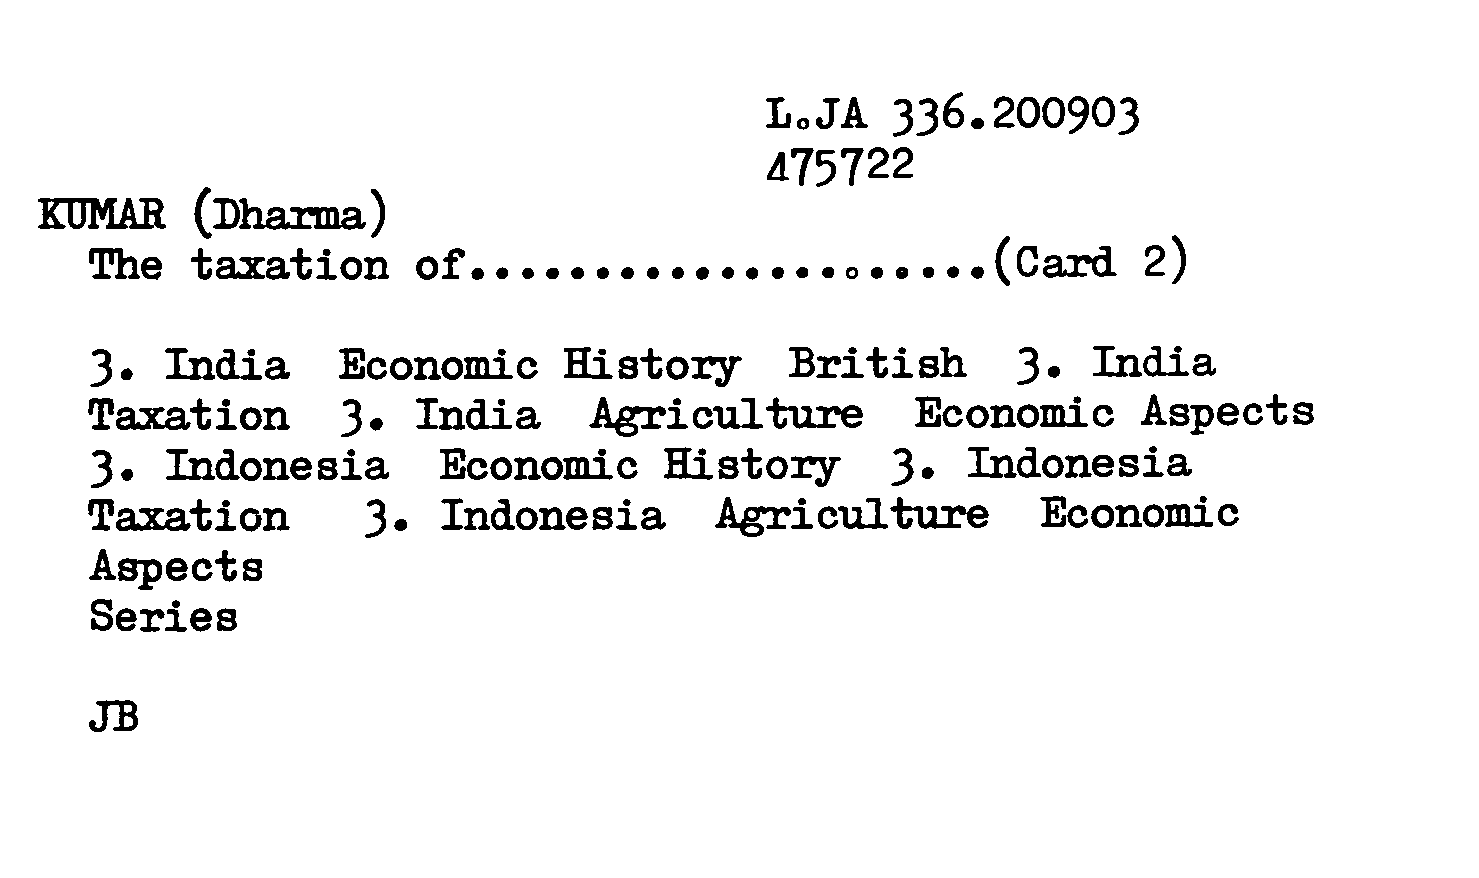 L.JA 336.200903
475722
KUMAR (Dharma)
The taxation of.....................(Card 2)
3. India  Economic History  British  3. India
Taxation  3. India  Agriculture  Economic Aspects
3. Indonesia  Economic History  3. Indonesia
Taxation   3. Indonesia  Agriculture  Economic
Aspects
Series
JB